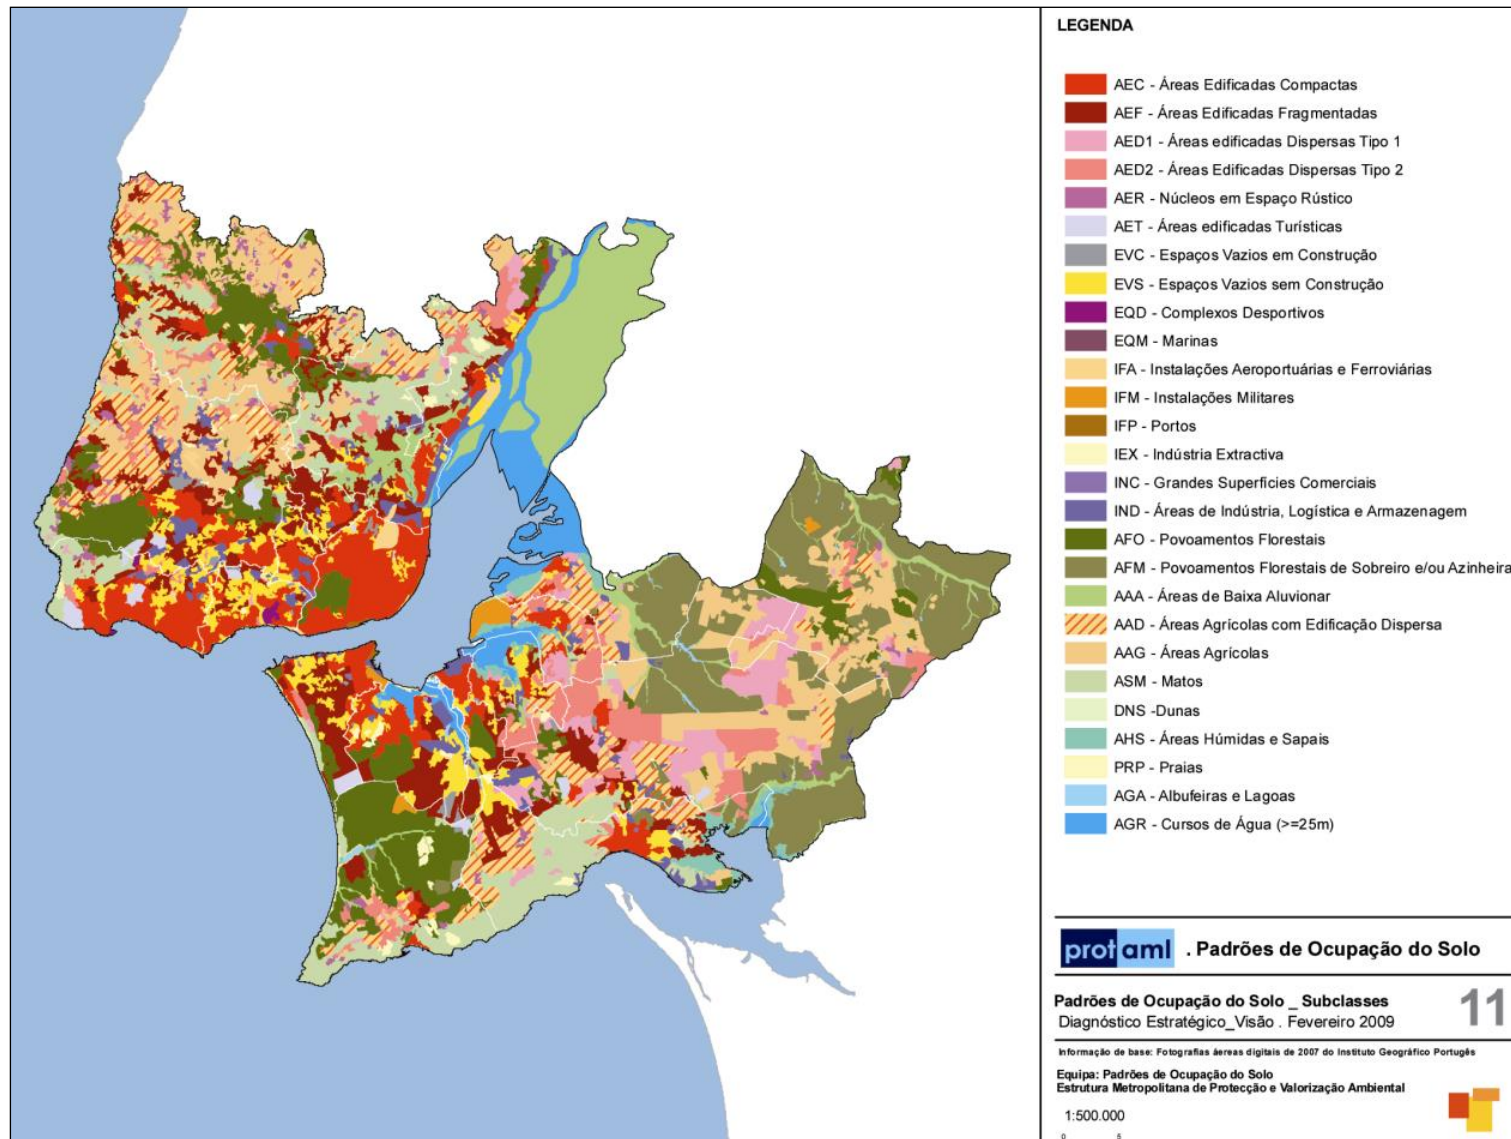 LEGENDA
AEC - Áreas Edificadas Compactas
AEF - Áreas Edificadas Fragmentadas
AED1 - Áreas edificadas Dispersas Tipo 1
AED2 - Áreas Edificadas Dispersas Tipo 2
AER - Núcleos em Espaço Rústico
AET - Áreas edificadas Turísticas
EVC - Espaços Vazios em Construção
EVS - Espaços Vazios sem Construção
EQD - Complexos Desportivos
EQM - Marinas
IFA - Instalações Aeroportuárias e Ferroviárias
IFM - Instalações Militares
IFP - Portos
IEX - Indústria Extractiva
INC - Grandes Superfícies Comerciais
IND - Áreas de Indústria, Logística e Armazenagem
AFO - Povoamentos Florestais
AFM - Povoamentos Florestais de Sobreiro e/ou Azinheira
AAA - Áreas de Baixa Aluvionar
AAD - Áreas Agrícolas com Edificação Dispersa
AAG - Áreas Agrícolas
ASM - Matos
DNS -Dunas
AHS - Áreas Húmidas e Sapais
PRP - Praias
AGA - Albufeiras e Lagoas
AGR - Cursos de Água (>=25m)
protaml . Padrões de Ocupação do Solo
Padrões de Ocupação do Solo _ Subclasses
Diagnóstico Estratégico_Visão . Fevereiro 2009
11
Informação de base: Fotografias áereas digitais de 2007 do Instituto Geográfico Portugês
Equipa: Padrões de Ocupação do Solo
Estrutura Metropolitana de Protecção e Valorização Ambiental
1:500.000
0 5